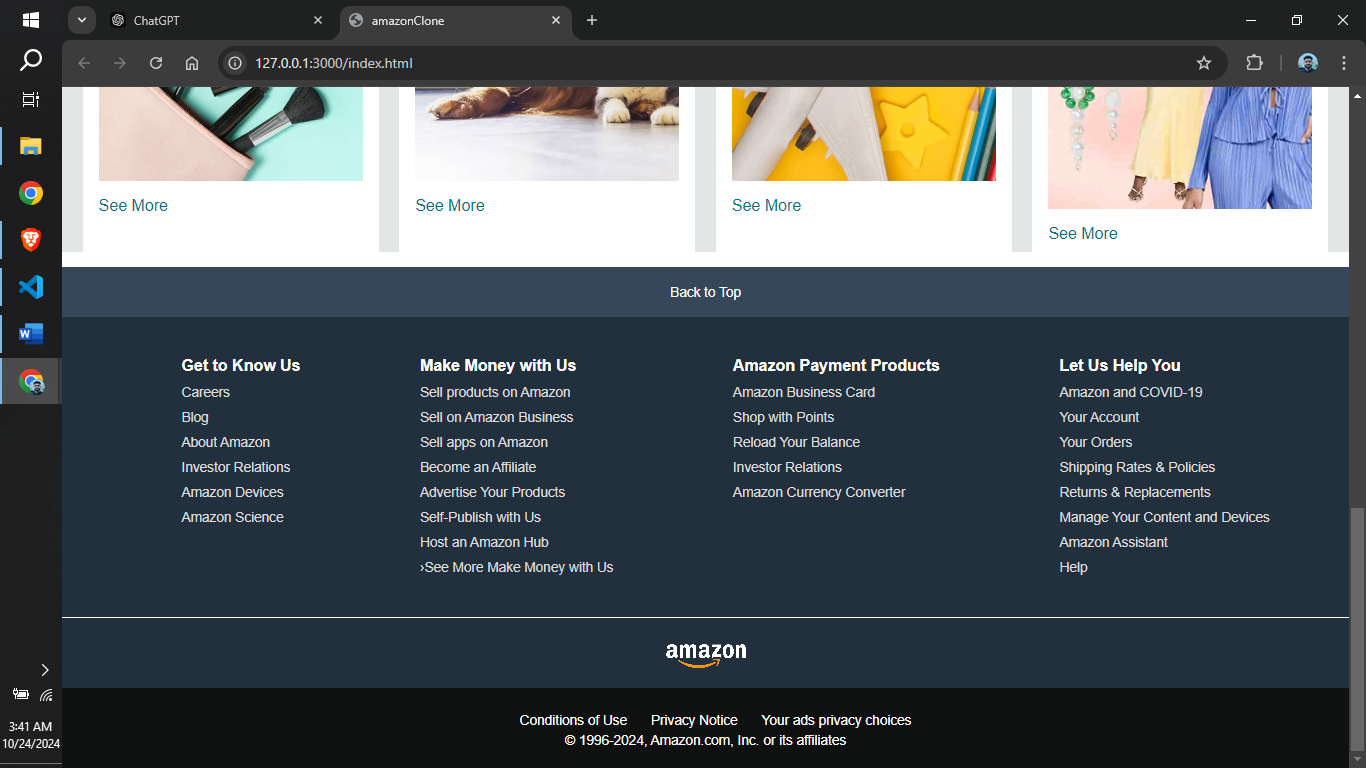 ChatGPT
amazonClone
127.0.0.1:3000/index.html
See More
See More
See More
See More
Back to Top
Get to Know Us
Careers
Blog
About Amazon
Investor Relations
Amazon Devices
Amazon Science
Make Money with Us
Sell products on Amazon
Sell on Amazon Business
Sell apps on Amazon
Become an Affiliate
Advertise Your Products
Self-Publish with Us
Host an Amazon Hub
›See More Make Money with Us
Amazon Payment Products
Amazon Business Card
Shop with Points
Reload Your Balance
Investor Relations
Amazon Currency Converter
Let Us Help You
Amazon and COVID-19
Your Account
Your Orders
Shipping Rates & Policies
Returns & Replacements
Manage Your Content and Devices
Amazon Assistant
Help
amazon
Conditions of Use Privacy Notice Your ads privacy choices
© 1996-2024, Amazon.com, Inc. or its affiliates
W
3:41 AM
10/24/2024